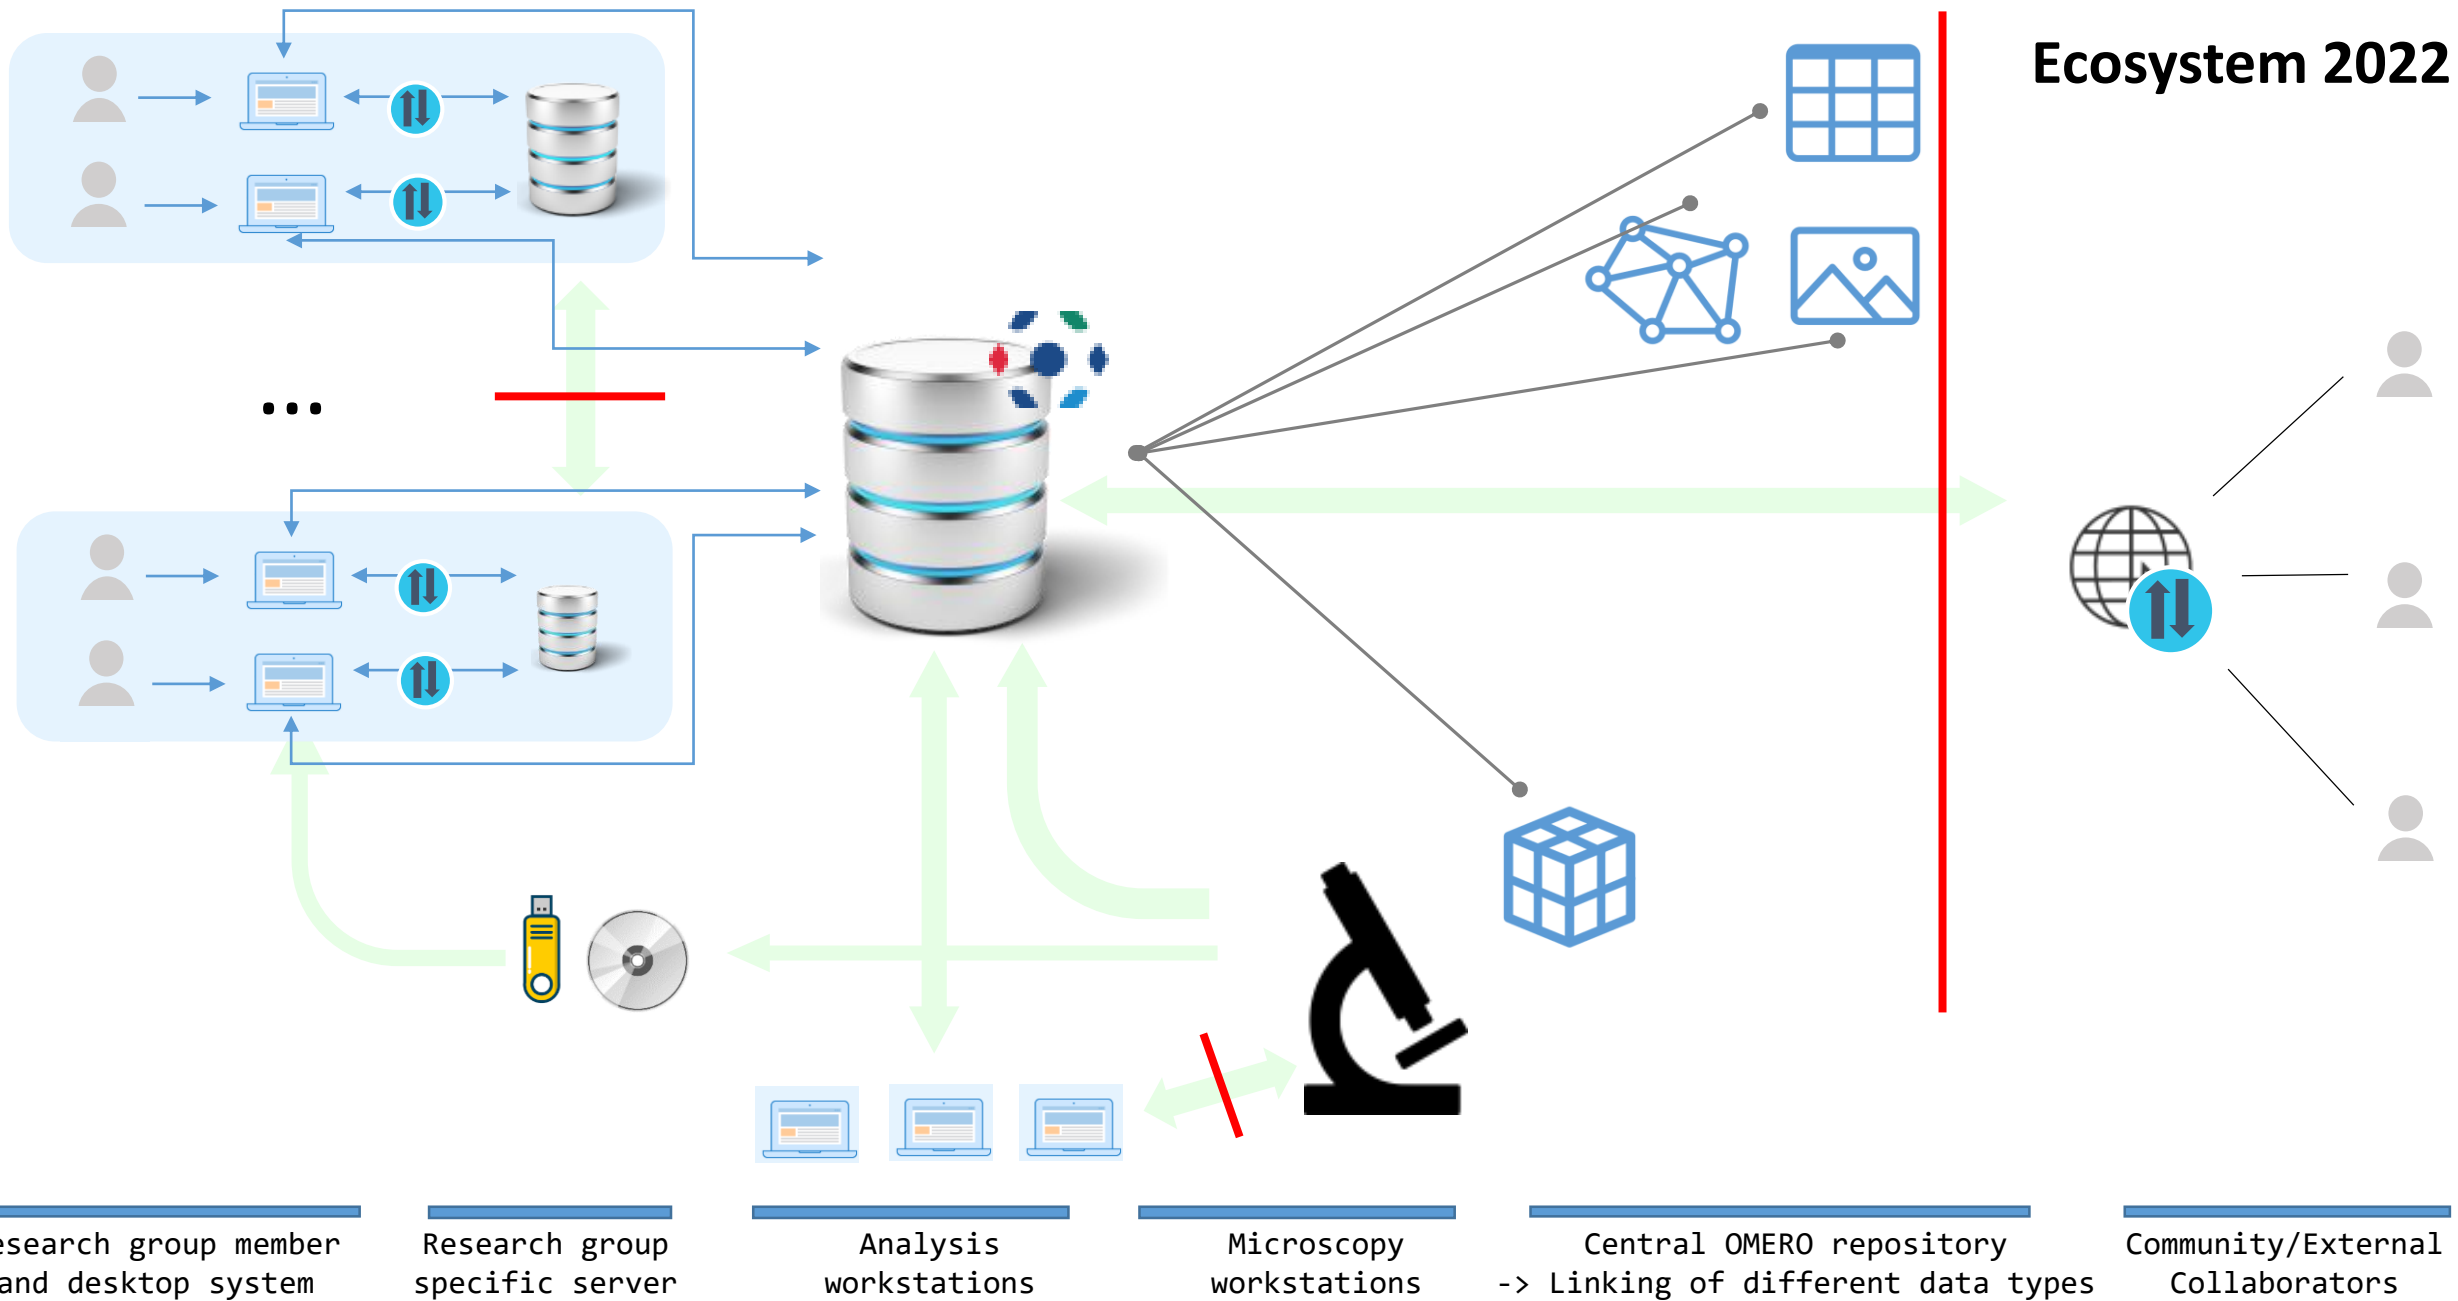 Ecosystem 2022
...
esearch group member
and desktop system
Research group
specific server
Analysis
workstations
Microscopy
workstations
Central OMERO repository
-> Linking of different data types
Community/External
Collaborators